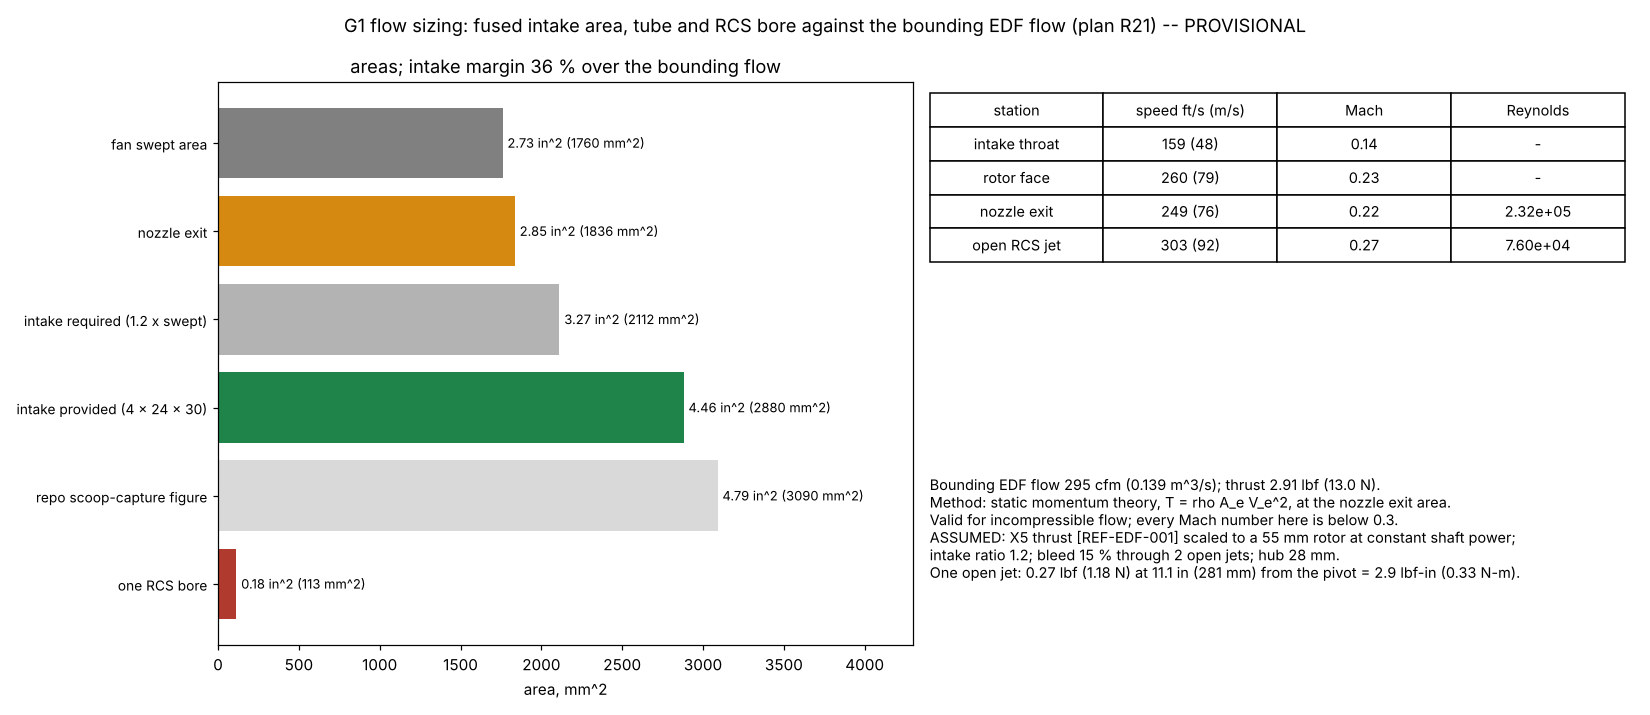 G1 flow sizing: fused intake area, tube and RCS bore against the bounding EDF flow (plan R21) -- PROVISIONAL
areas; intake margin 36 % over the bounding flow
fan swept area
2.73 in^2 (1760 mm^2)
nozzle exit
2.85 in^2 (1836 mm^2)
intake required (1.2 x swept)
3.27 in^2 (2112 mm^2)
intake provided (4 × 24 × 30)
4.46 in^2 (2880 mm^2)
repo scoop-capture figure
4.79 in^2 (3090 mm^2)
one RCS bore
0.18 in^2 (113 mm^2)
0 500 1000 1500 2000 2500 3000 3500 4000
area, mm^2
station speed ft/s (m/s) Mach Reynolds
intake throat 159 (48) 0.14 -
rotor face 260 (79) 0.23 -
nozzle exit 249 (76) 0.22 2.32e+05
open RCS jet 303 (92) 0.27 7.60e+04
Bounding EDF flow 295 cfm (0.139 m^3/s); thrust 2.91 lbf (13.0 N).
Method: static momentum theory, T = rho A_e V_e^2, at the nozzle exit area.
Valid for incompressible flow; every Mach number here is below 0.3.
ASSUMED: X5 thrust [REF-EDF-001] scaled to a 55 mm rotor at constant shaft power;
intake ratio 1.2; bleed 15 % through 2 open jets; hub 28 mm.
One open jet: 0.27 lbf (1.18 N) at 11.1 in (281 mm) from the pivot = 2.9 lbf-in (0.33 N-m).